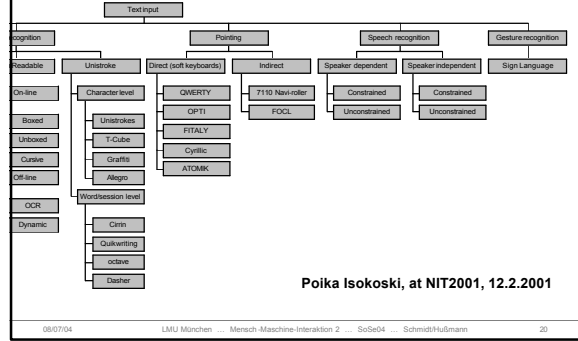 Text input
cognition
Pointing
Speech recognition
Gesture recognition
Readable
Unistroke
Direct (soft keyboards)
Indirect
Speaker dependent
Speaker independent
Sign Language
On-line
Character level
QWERTY
7110 Navi-roller
Constrained
Constrained
Boxed
Unistrokes
OPTI
FOCL
Unconstrained
Unconstrained
Unboxed
T-Cube
FITALY
Cursive
Graffiti
Cyrillic
Off-line
Allegro
ATOMIK
Word/session level
OCR
Dynamic
Cirrin
Quikwriting
octave
Dasher
Poika Isokoski, at NIT2001, 12.2.2001
08/07/04 LMU München … Mensch-Maschine-Interaktion 2 … SoSe04 … Schmidt/Hußmann 20